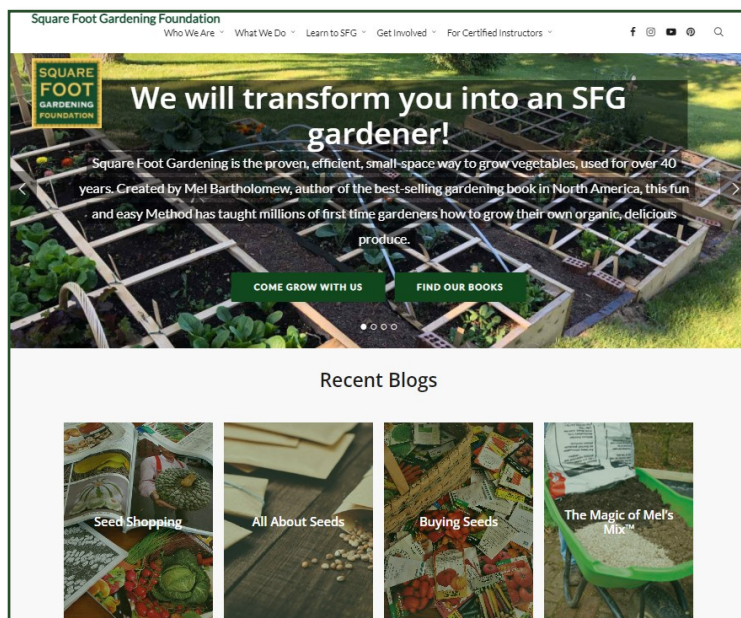 Square Foot Gardening Foundation
Who We Are What We Do Learn to SFG Get Involved For Certified Instructors
SQUARE
FOOT
GARDENING
FOUNDATION
We will transform you into an SFG
gardener!
Square Foot Gardening is the proven, efficient, small-space way to grow vegetables, used for over 40
years. Created by Mel Bartholomew, author of the best-selling gardening book in North America, this fun
and easy Method has taught millions of first time gardeners how to grow their own organic, delicious
produce.
COME GROW WITH US FIND OUR BOOKS
Recent Blogs
Seed Shopping All About Seeds Buying Seeds The Magic of Mel's
Mix™